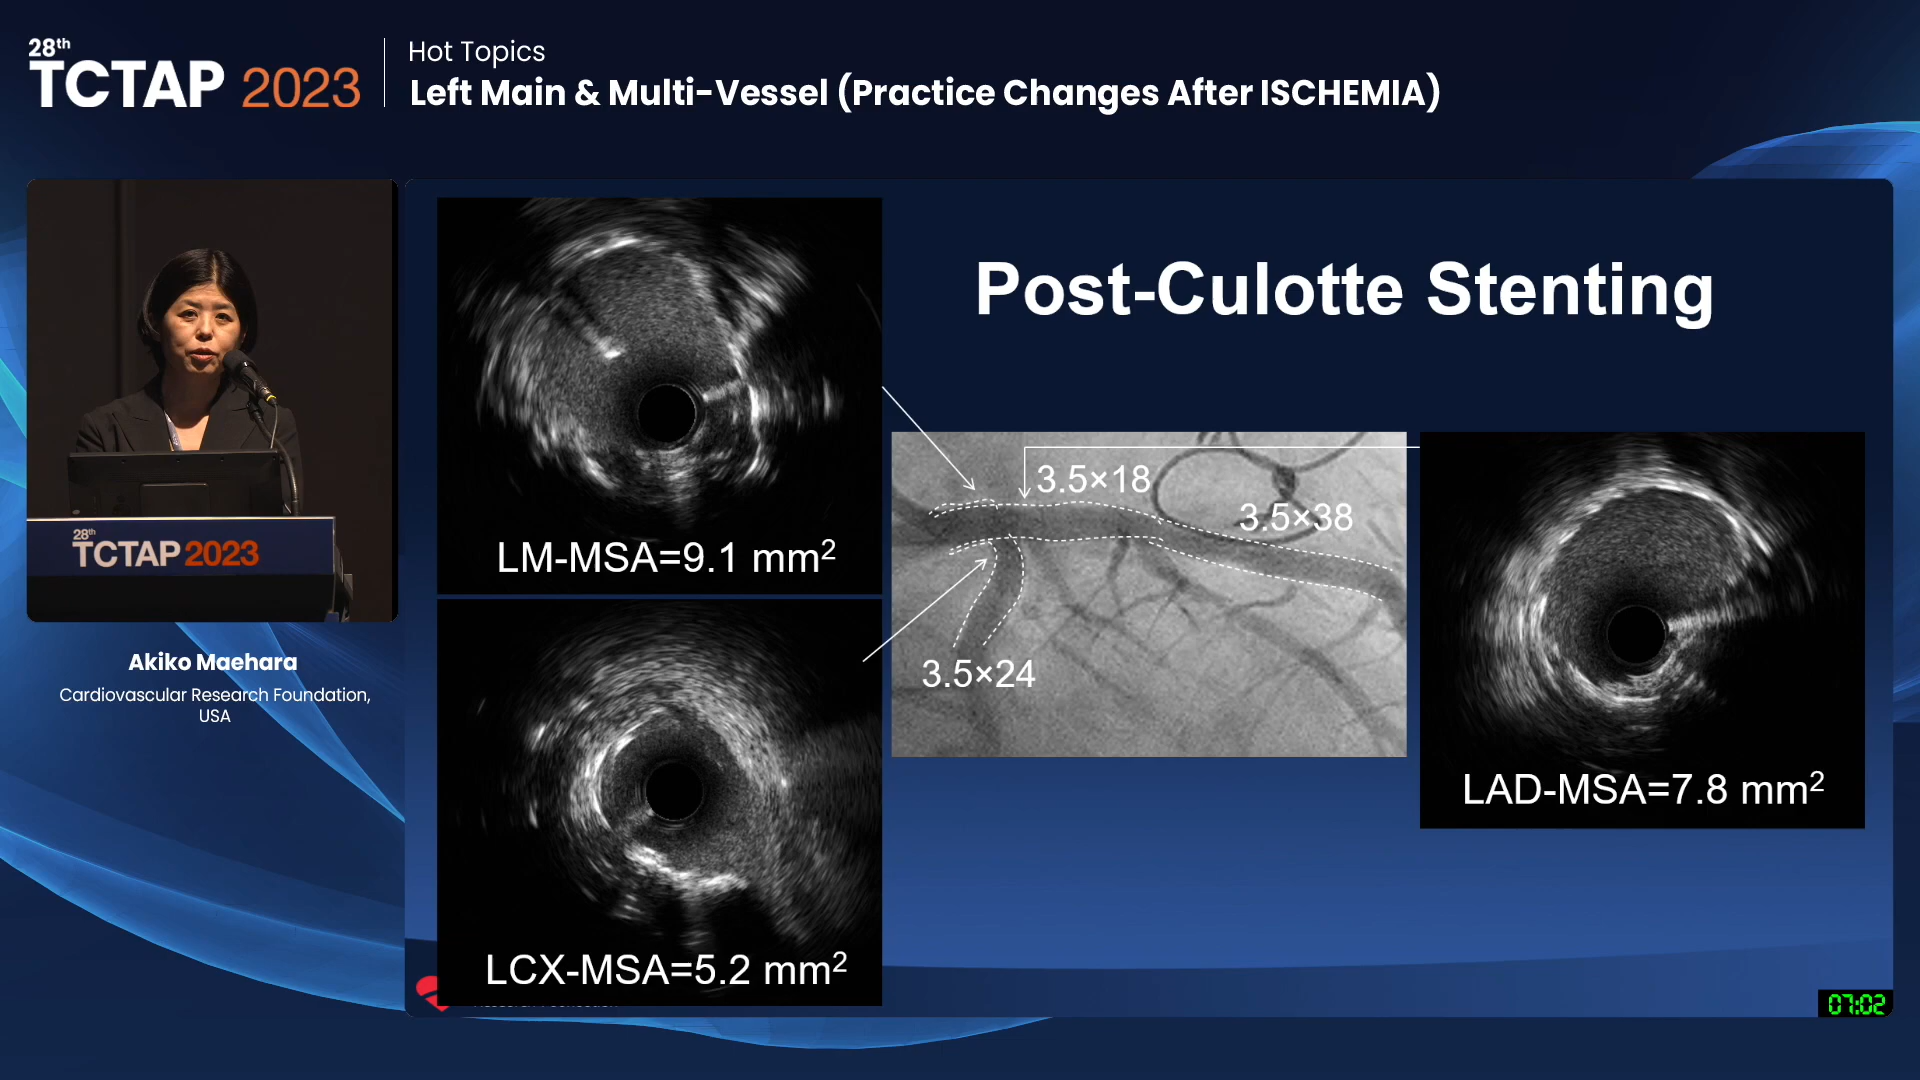 28th
TCTAP 2023
Hot Topics
Left Main & Multi-Vessel (Practice Changes After ISCHEMIA)
28th
TCTAP 2023
Akiko Maehara
Cardiovascular Research Foundation,
USA
Post-Culotte Stenting
LM-MSA=9.1 mm²
3.5×18
3.5×38
3.5×24
LCX-MSA=5.2 mm²
LAD-MSA=7.8 mm²
07:02